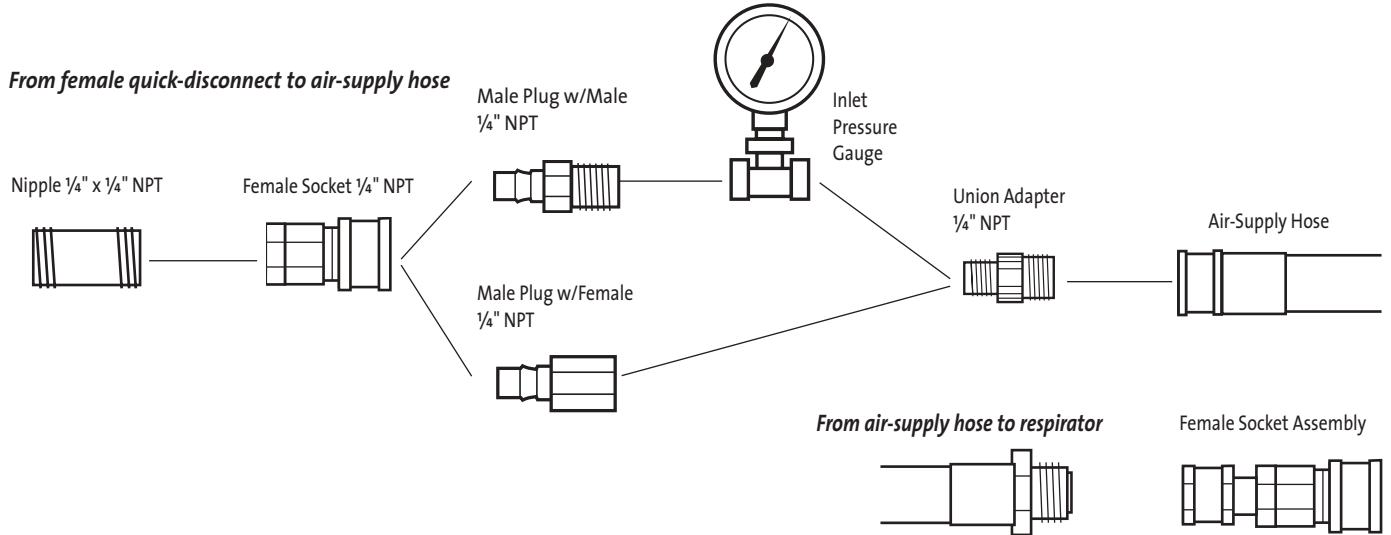 From female quick-disconnect to air-supply hose
Nipple ¼" x ¼" NPT
Female Socket ¼" NPT
Male Plug w/Male
¼" NPT
Male Plug w/Female
¼" NPT
Inlet
Pressure
Gauge
Union Adapter
¼" NPT
Air-Supply Hose
From air-supply hose to respirator
Female Socket Assembly